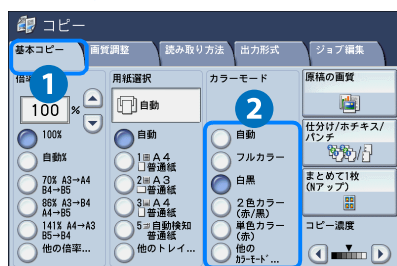 コピー
基本コピー
画質調整
読み取り方法
出力形式
ジョブ編集
1
100 %
100%
自動%
70% A3→A4
B4→B5
86% A3→B4
A4→B5
141% A4→A3
B5→B4
他の倍率...
用紙選択
自動
自動
1 A4
普通紙
2 A3
普通紙
3 A4
普通紙
5 自動検知
普通紙
他のトレイ...
カラーモード
2
自動
フルカラー
白黒
2色カラー
(赤/黒)
単色カラー
(赤)
他の
ｶﾗｰﾓｰﾄﾞ...
原稿の画質
仕分け/ホチキス/
パンチ
まとめて1枚
(Nアップ)
コピー濃度